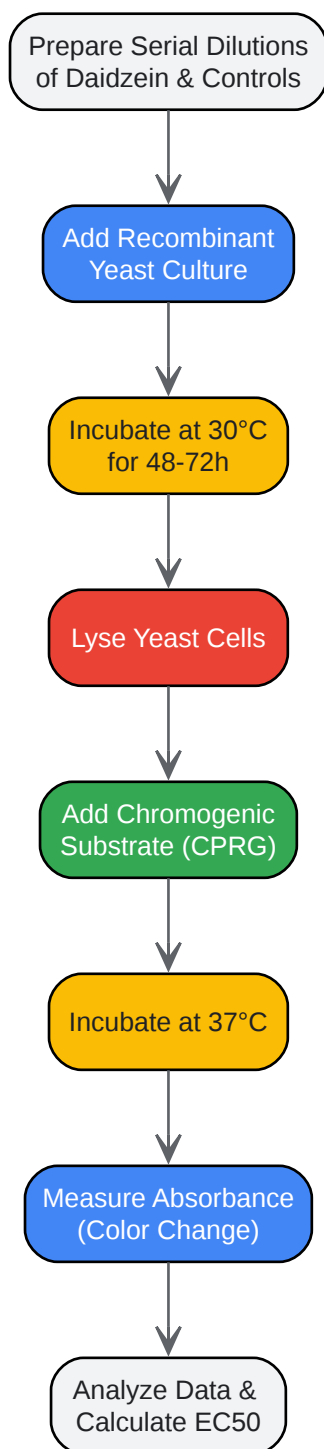 Prepare Serial Dilutions
of Daidzein & Controls
Add Recombinant
Yeast Culture
Incubate at 30°C
for 48-72h
Lyse Yeast Cells
Add Chromogenic
Substrate (CPRG)
Incubate at 37°C
Measure Absorbance
(Color Change)
Analyze Data &
Calculate EC50